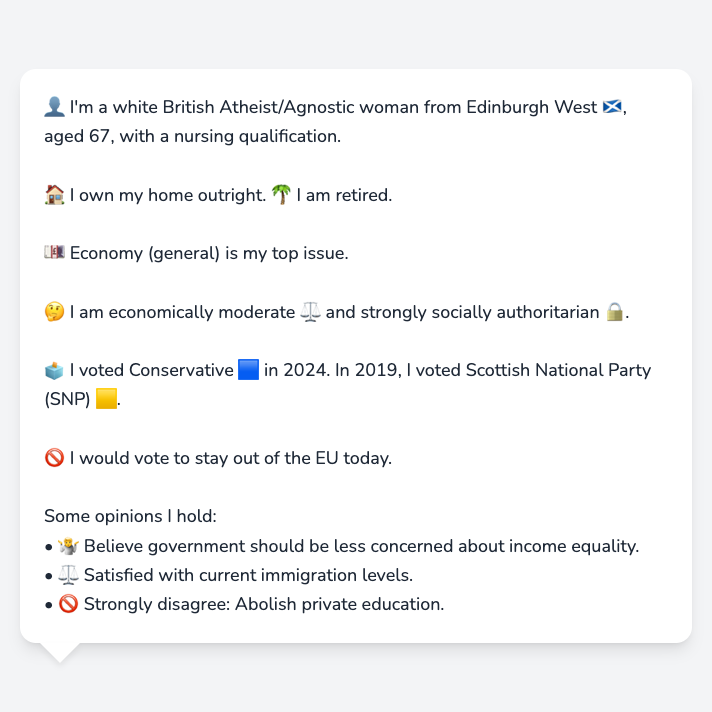 👤 I'm a white British Atheist/Agnostic woman from Edinburgh West 🏴󠁧󠁢󠁳󠁣󠁴󠁿,
aged 67, with a nursing qualification.
🏠 I own my home outright. 🌴 I am retired.
💷 Economy (general) is my top issue.
🤔 I am economically moderate ⚖️ and strongly socially authoritarian 🔒.
🗳️ I voted Conservative 🟦 in 2024. In 2019, I voted Scottish National Party
(SNP) 🟨.
🚫 I would vote to stay out of the EU today.
Some opinions I hold:
• 🤷 Believe government should be less concerned about income equality.
• ⚖️ Satisfied with current immigration levels.
• 🚫 Strongly disagree: Abolish private education.